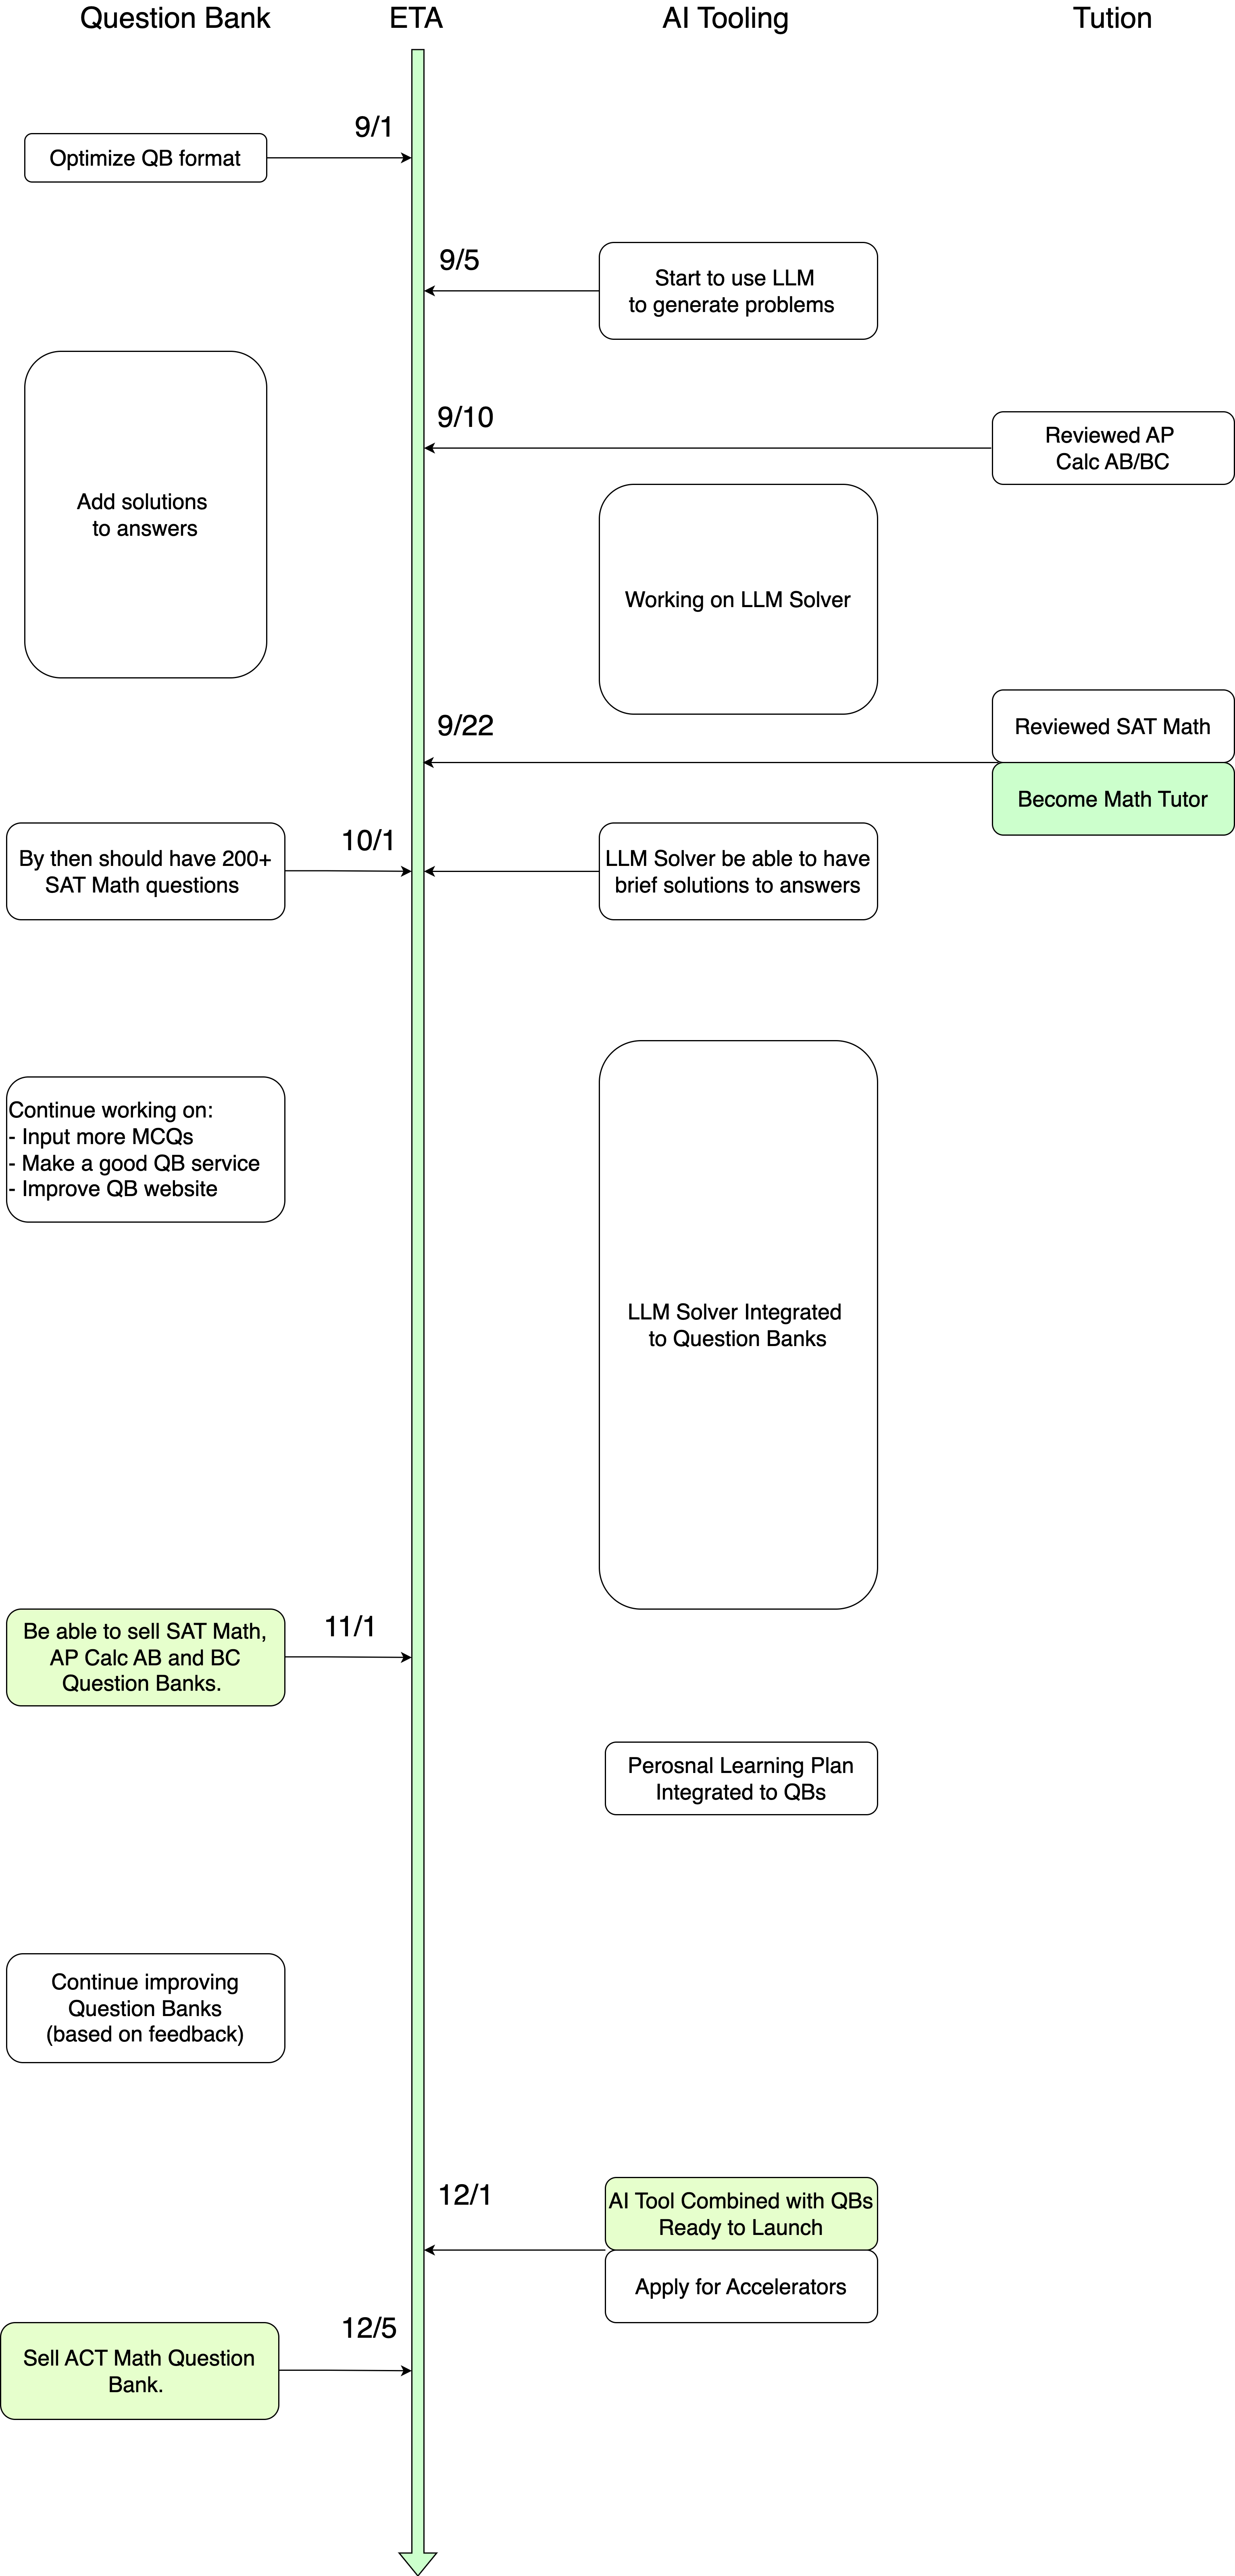 Question Bank
ETA
AI Tooling
Tution
9/1
Optimize QB format
9/5
Start to use LLM
to generate problems
9/10
Reviewed AP
Calc AB/BC
Add solutions
to answers
Working on LLM Solver
9/22
Reviewed SAT Math
Become Math Tutor
10/1
By then should have 200+
SAT Math questions
LLM Solver be able to have
brief solutions to answers
Continue working on:
- Input more MCQs
- Make a good QB service
- Improve QB website
LLM Solver Integrated
to Question Banks
11/1
Be able to sell SAT Math,
AP Calc AB and BC
Question Banks.
Perosnal Learning Plan
Integrated to QBs
Continue improving
Question Banks
(based on feedback)
12/1
AI Tool Combined with QBs
Ready to Launch
Apply for Accelerators
12/5
Sell ACT Math Question
Bank.